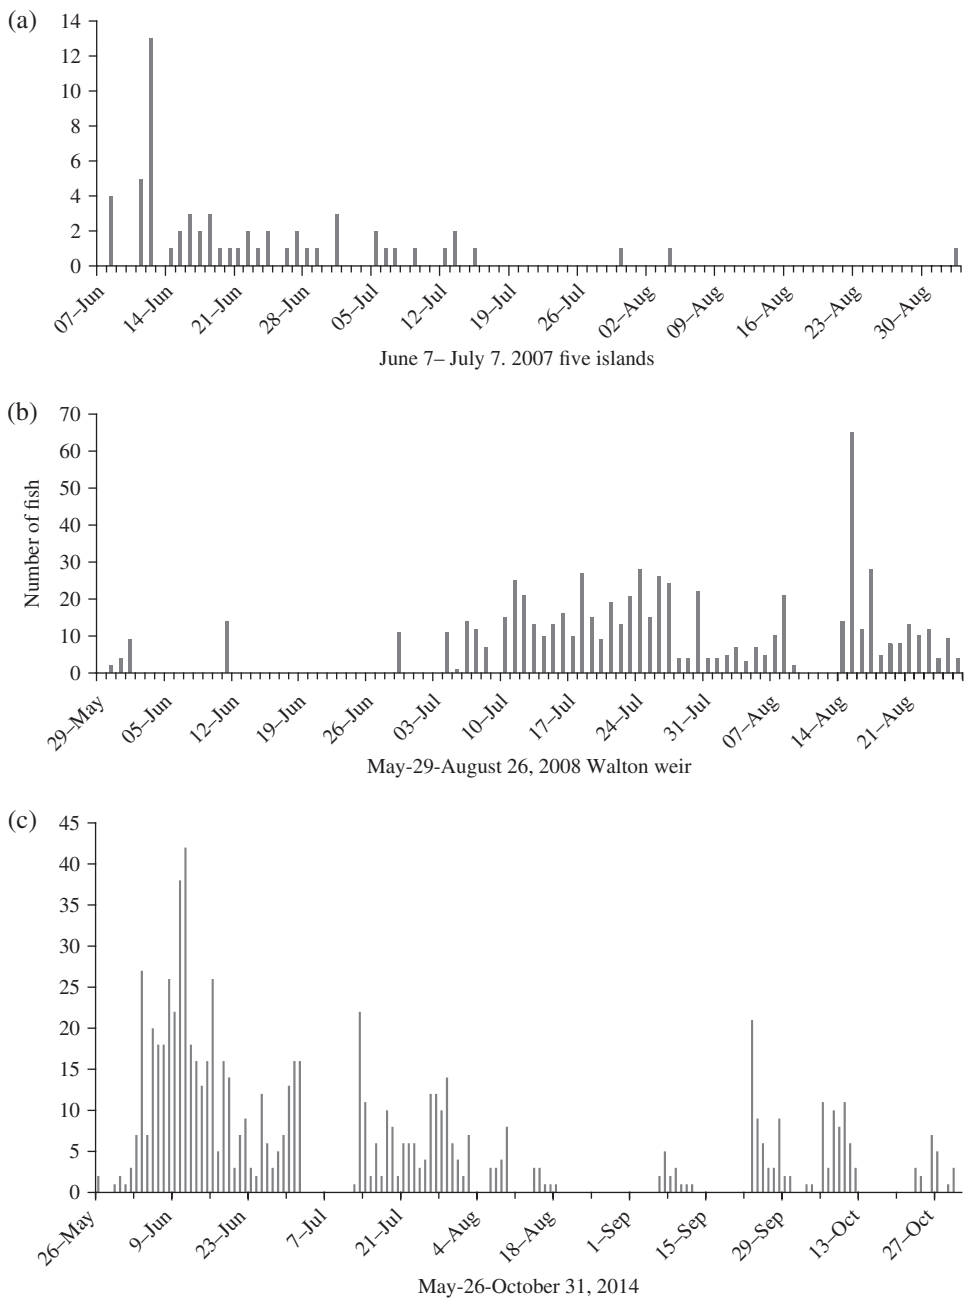 (a)
14
12
10
8
6
4
2
0
07–Jun
14–Jun
21–Jun
28–Jun
05–Jul
12–Jul
19–Jul
26–Jul
02–Aug
09–Aug
16–Aug
23–Aug
30–Aug
June 7– July 7. 2007 five islands
(b)
70
60
50
40
30
20
10
0
Number of fish
29–May
05–Jun
12–Jun
19–Jun
26–Jun
03–Jul
10–Jul
17–Jul
24–Jul
31–Jul
07–Aug
14–Aug
21–Aug
May-29-August 26, 2008 Walton weir
(c)
45
40
35
30
25
20
15
10
5
0
26–May
9–Jun
23–Jun
7–Jul
21–Jul
4–Aug
18–Aug
1–Sep
15–Sep
29–Sep
13–Oct
27–Oct
May-26-October 31, 2014